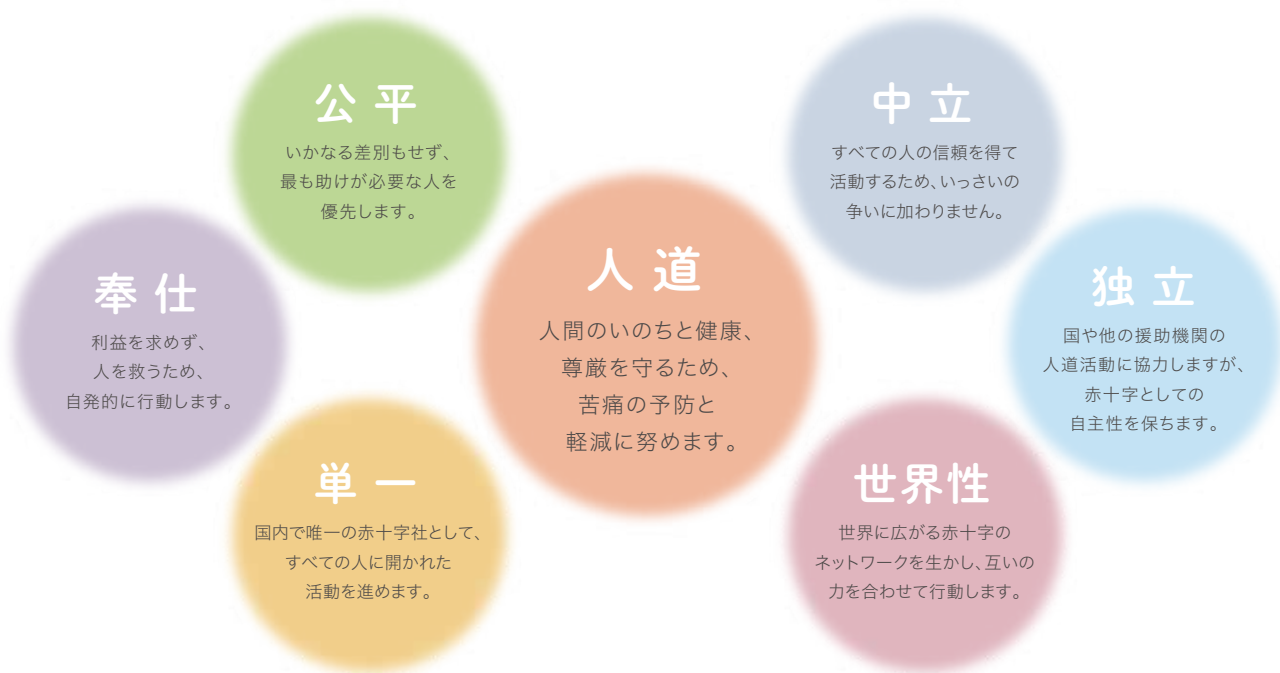 公平
いかなる差別もせず、
最も助けが必要な人を
優先します。
中立
すべての人の信頼を得て
活動するため、いっさいの
争いに加わりません。
人道
人間のいのちと健康、
尊厳を守るため、
苦痛の予防と
軽減に努めます。
奉仕
利益を求めず、
人を救うため、
自発的に行動します。
独立
国や他の援助機関の
人道活動に協力しますが、
赤十字としての
自主性を保ちます。
単一
国内で唯一の赤十字社として、
すべての人に開かれた
活動を進めます。
世界性
世界に広がる赤十字の
ネットワークを生かし、互いの
力を合わせて行動します。